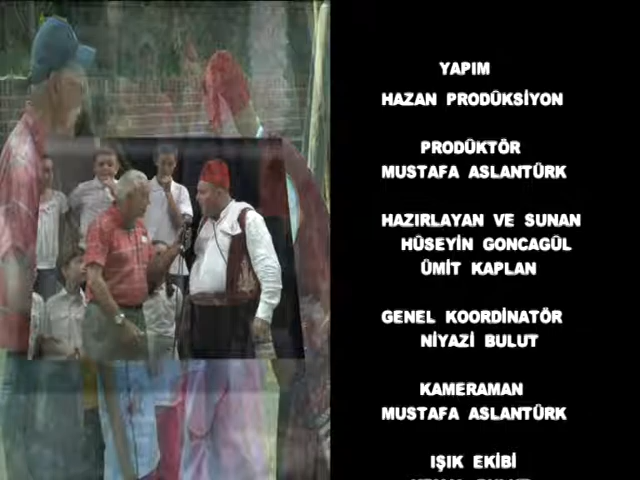 YAPIM
HAZAN PRODÜKSİYON
PRODÜKTÖR
MUSTAFA ASLANTÜRK
HAZIRLAYAN VE SUNAN
HÜSEYİN GONCAGÜL
ÜMİT KAPLAN
GENEL KOORDİNATÖR
NİYAZİ BULUT
KAMERAMAN
MUSTAFA ASLANTÜRK
IŞIK EKİBİ